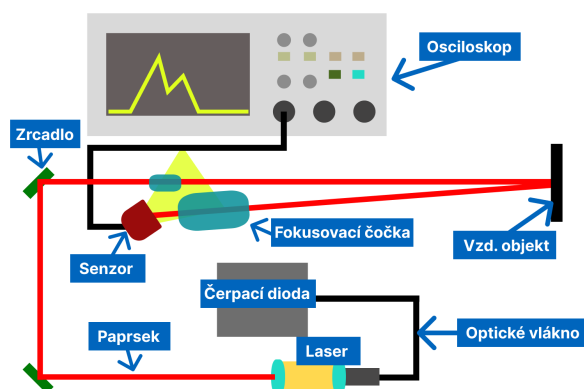 Osciloskop
Zrcadlo
Fokusovací čočka
Vzd. objekt
Senzor
Čerpací dioda
Paprsek
Laser
Optické vlákno